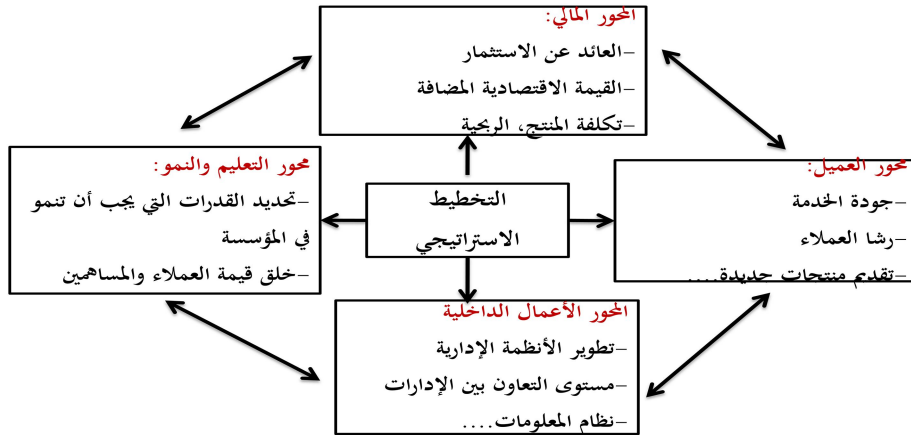 المحور المالي:
-العائد عن الاستثمار
-القيمة الاقتصادية المضافة
-تكلفة المنتج، الربحية
محور العميل:
-جودة الخدمة
-رشا العملاء
-تقديم منتجات جديدة....
التخطيط
الاستراتيجي
محور التعليم والنمو:
-تحديد القدرات التي يجب أن تنمو
في المؤسسة
-خلق قيمة العملاء والمساهمين
المحور الأعمال الداخلية
-تطوير الأنظمة الإدارية
-مستوى التعاون بين الإدارات
-نظام المعلومات....